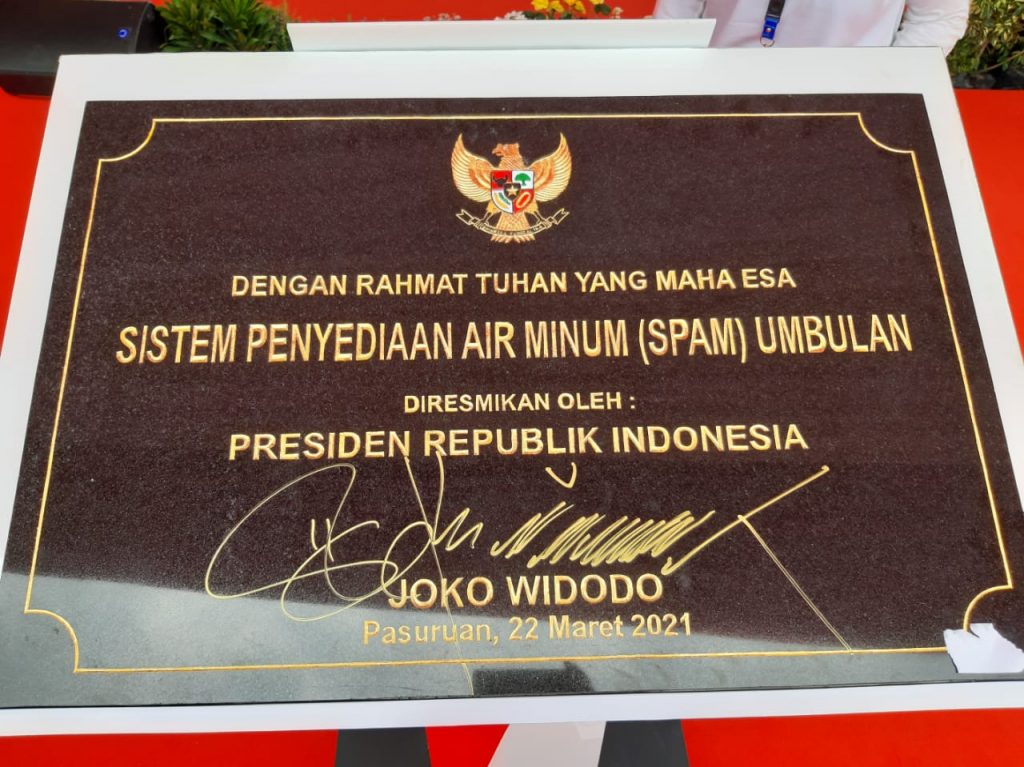 DENGAN RAHMAT TUHAN YANG MAHA ESA
SISTEM PENYEDIAAN AIR MINUM (SPAM) UMBULAN
DIRESMIKAN OLEH :
PRESIDEN REPUBLIK INDONESIA
JOKO WIDODO
Pasuruan, 22 Maret 2021